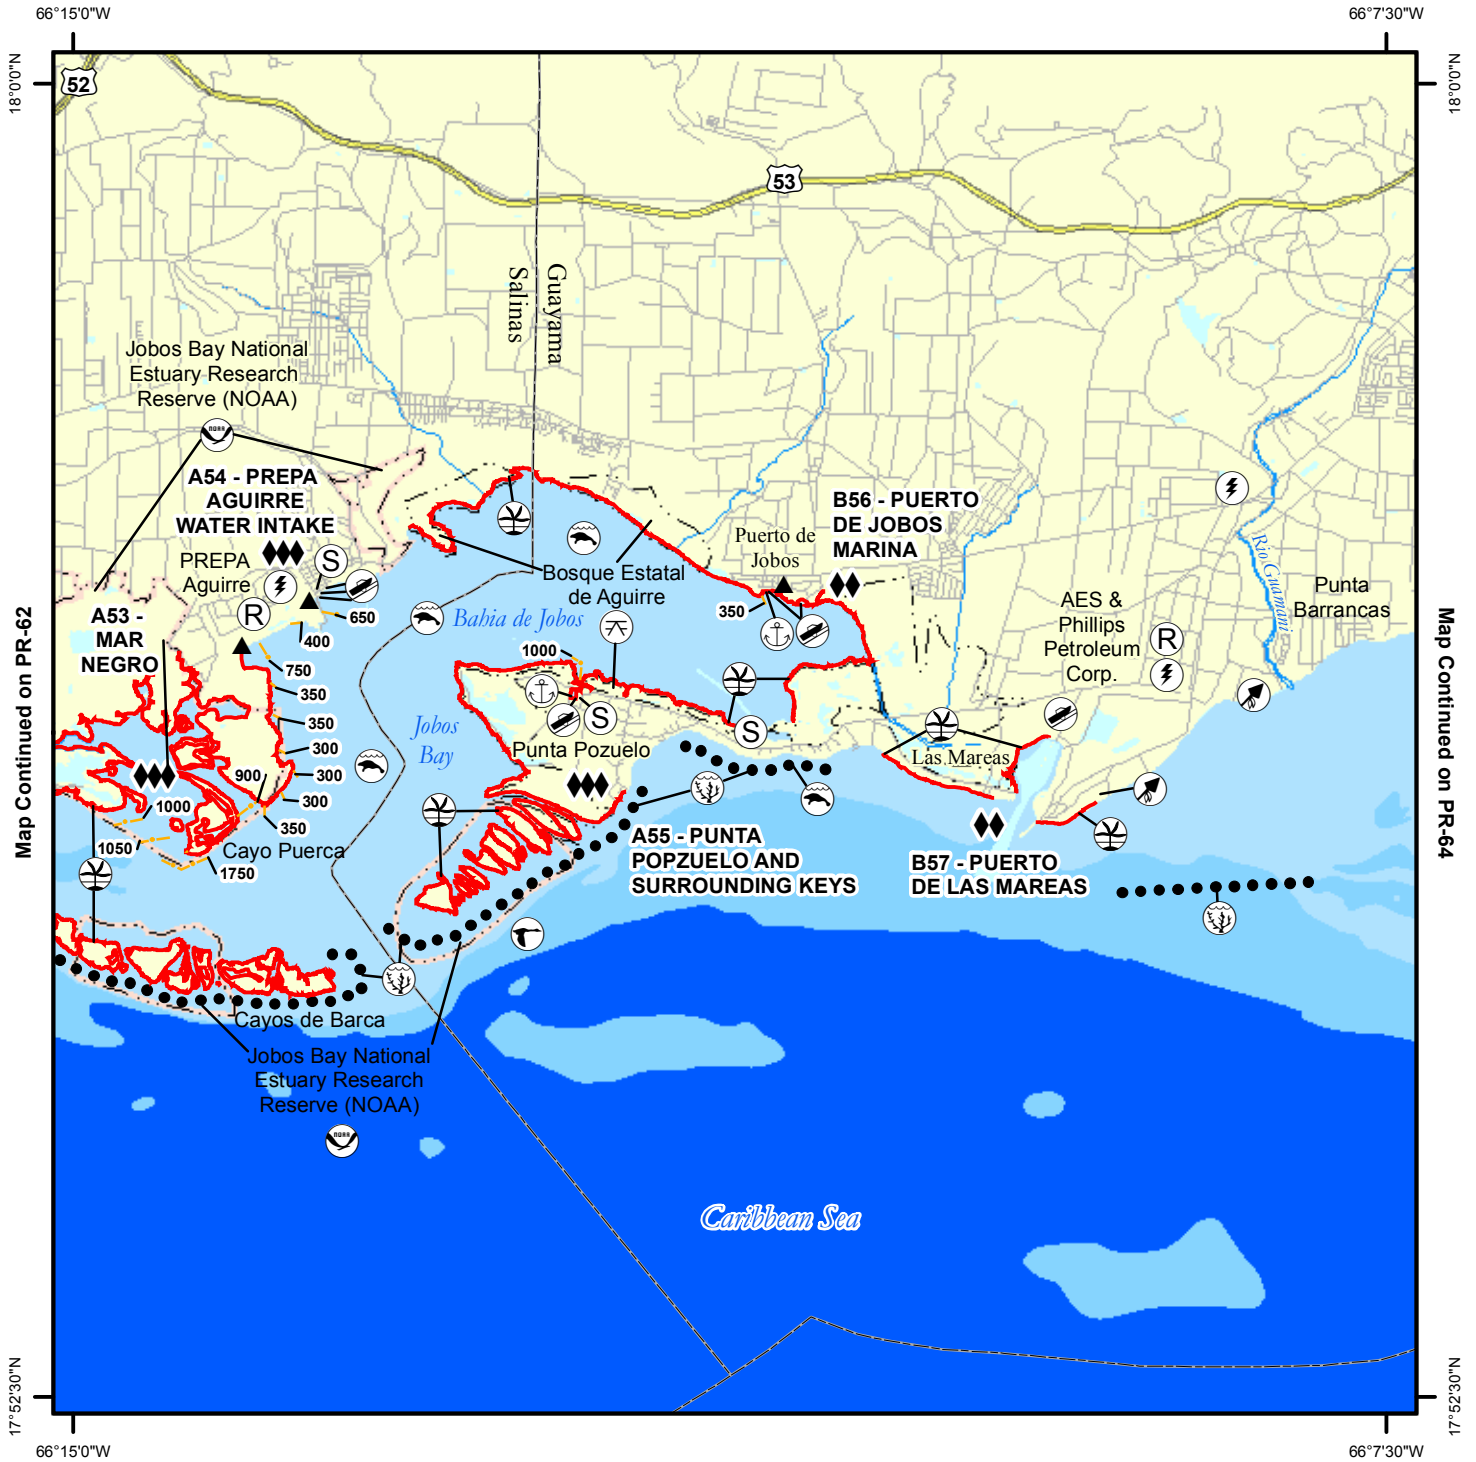 66°15'0"W
66°7'30"W
18°0'0"N
18°0'0"N
52
53
Guayama
Salinas
Jobos Bay National
Estuary Research
Reserve (NOAA)
NOAA
A54 - PREPA
AGUIRRE
WATER INTAKE
PREPA
Aguirre
S
R
650
400
750
350
350
300
300
300
350
900
1000
1050
1750
A53 -
MAR
NEGRO
Cayo Puerca
Bosque Estatal
de Aguirre
Bahia de Jobos
Jobos
Bay
1000
S
Punta Pozuelo
S
Puerto de
Jobos
350
B56 - PUERTO
DE JOBOS
MARINA
AES &
Phillips
Petroleum
Corp.
R
Rio Guamani
Punta
Barrancas
Las Mareas
A55 - PUNTA
POPZUELO AND
SURROUNDING KEYS
B57 - PUERTO
DE LAS MAREAS
Cayos de Barca
Jobos Bay National
Estuary Research
Reserve (NOAA)
NOAA
Caribbean Sea
Map Continued on PR-62
Map Continued on PR-64
17°52'30"N
17°52'30"N
66°15'0"W
66°7'30"W